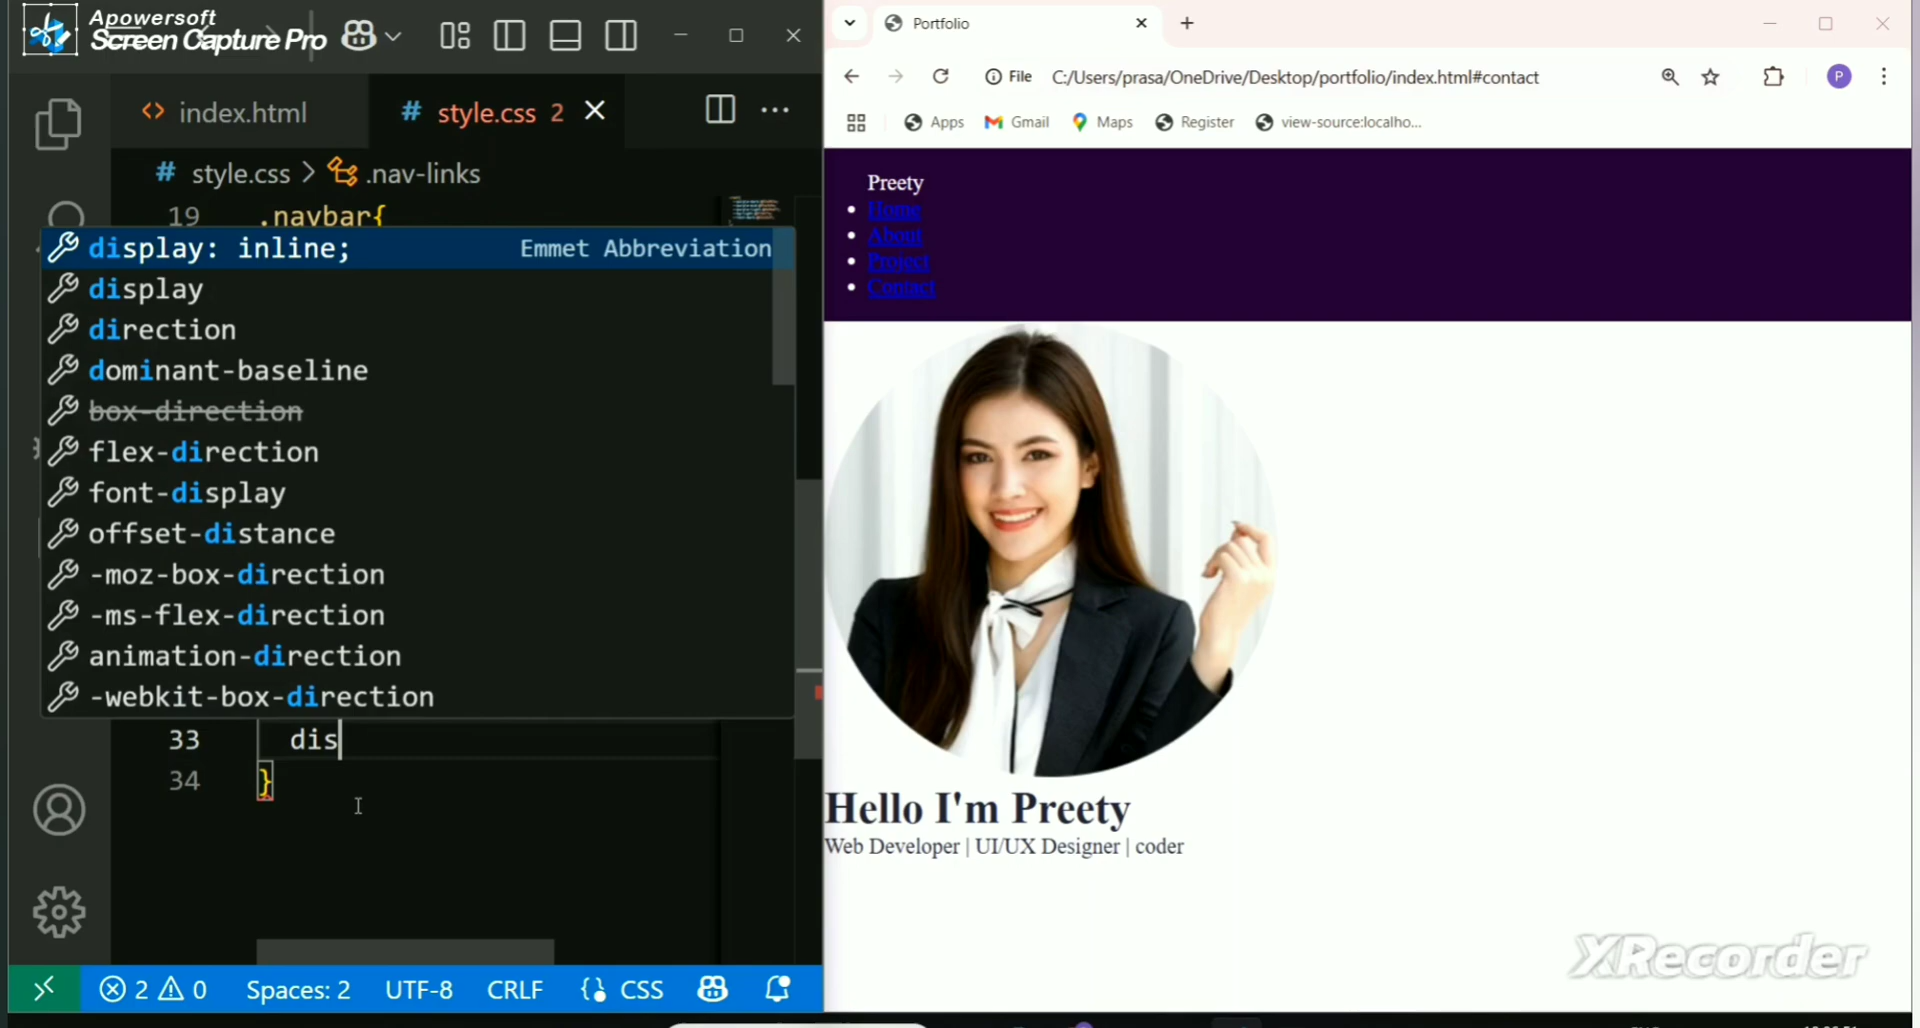 Apowersoft
Screen Capture Pro
index.html
# style.css 2
# style.css > .nav-links
19 .navbar{
display: inline; Emmet Abbreviation
display
direction
dominant-baseline
box-direction
flex-direction
font-display
offset-distance
-moz-box-direction
-ms-flex-direction
animation-direction
-webkit-box-direction
33 dis
34 }
2 0 Spaces: 2 UTF-8 CRLF {} CSS
Portfolio
File C:/Users/prasa/OneDrive/Desktop/portfolio/index.html#contact
P
Apps Gmail Maps Register view-source:localho...
Preety
Home
About
Project
Contact
Hello I'm Preety
Web Developer | UI/UX Designer | coder
XRecorder